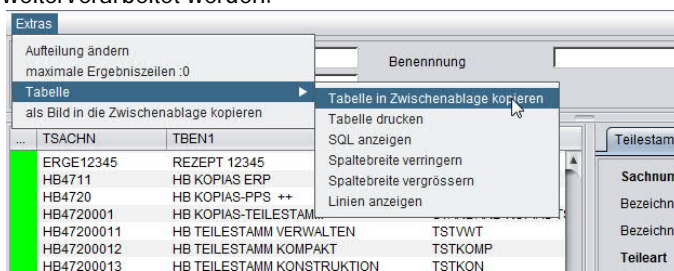 weiterverarbeitet werden.
Extras
Aufteilung ändern
maximale Ergebniszeilen :0
Benennnung
Tabelle
Tabelle in Zwischenablage kopieren
als Bild in die Zwischenablage kopieren
Tabelle drucken
... TSACHN TBEN1
SQL anzeigen
Teilestam
ERGE12345 REZEPT 12345
Spaltebreite verringern
HB4711 HB KOPIAS ERP
Spaltebreite vergrössern
Sachnum
HB4720 HB KOPIAS-PPS ++
Linien anzeigen
Bezeichn
HB4720001 HB KOPIAS-TEILESTAM...
HB47200011 HB TEILESTAMM VERWALTEN TSTVWT
Bezeichn
HB47200012 HB TEILESTAMM KOMPAKT TSTKOMP
Teileart
HB47200013 HB TEILESTAMM KONSTRUKTION TSTKON